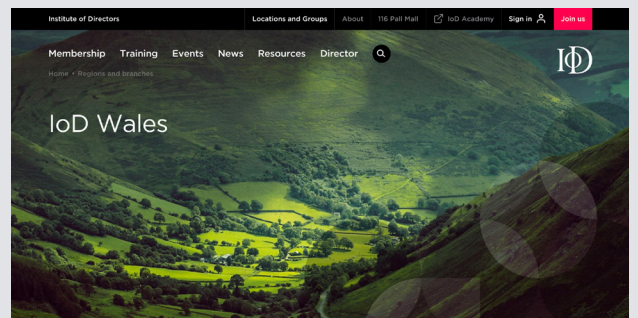 Institute of Directors Locations and Groups About 116 Pall Mall IoD Academy Sign in Join us
Membership Training Events News Resources Director IOD
Home • Regions and branches
IoD Wales